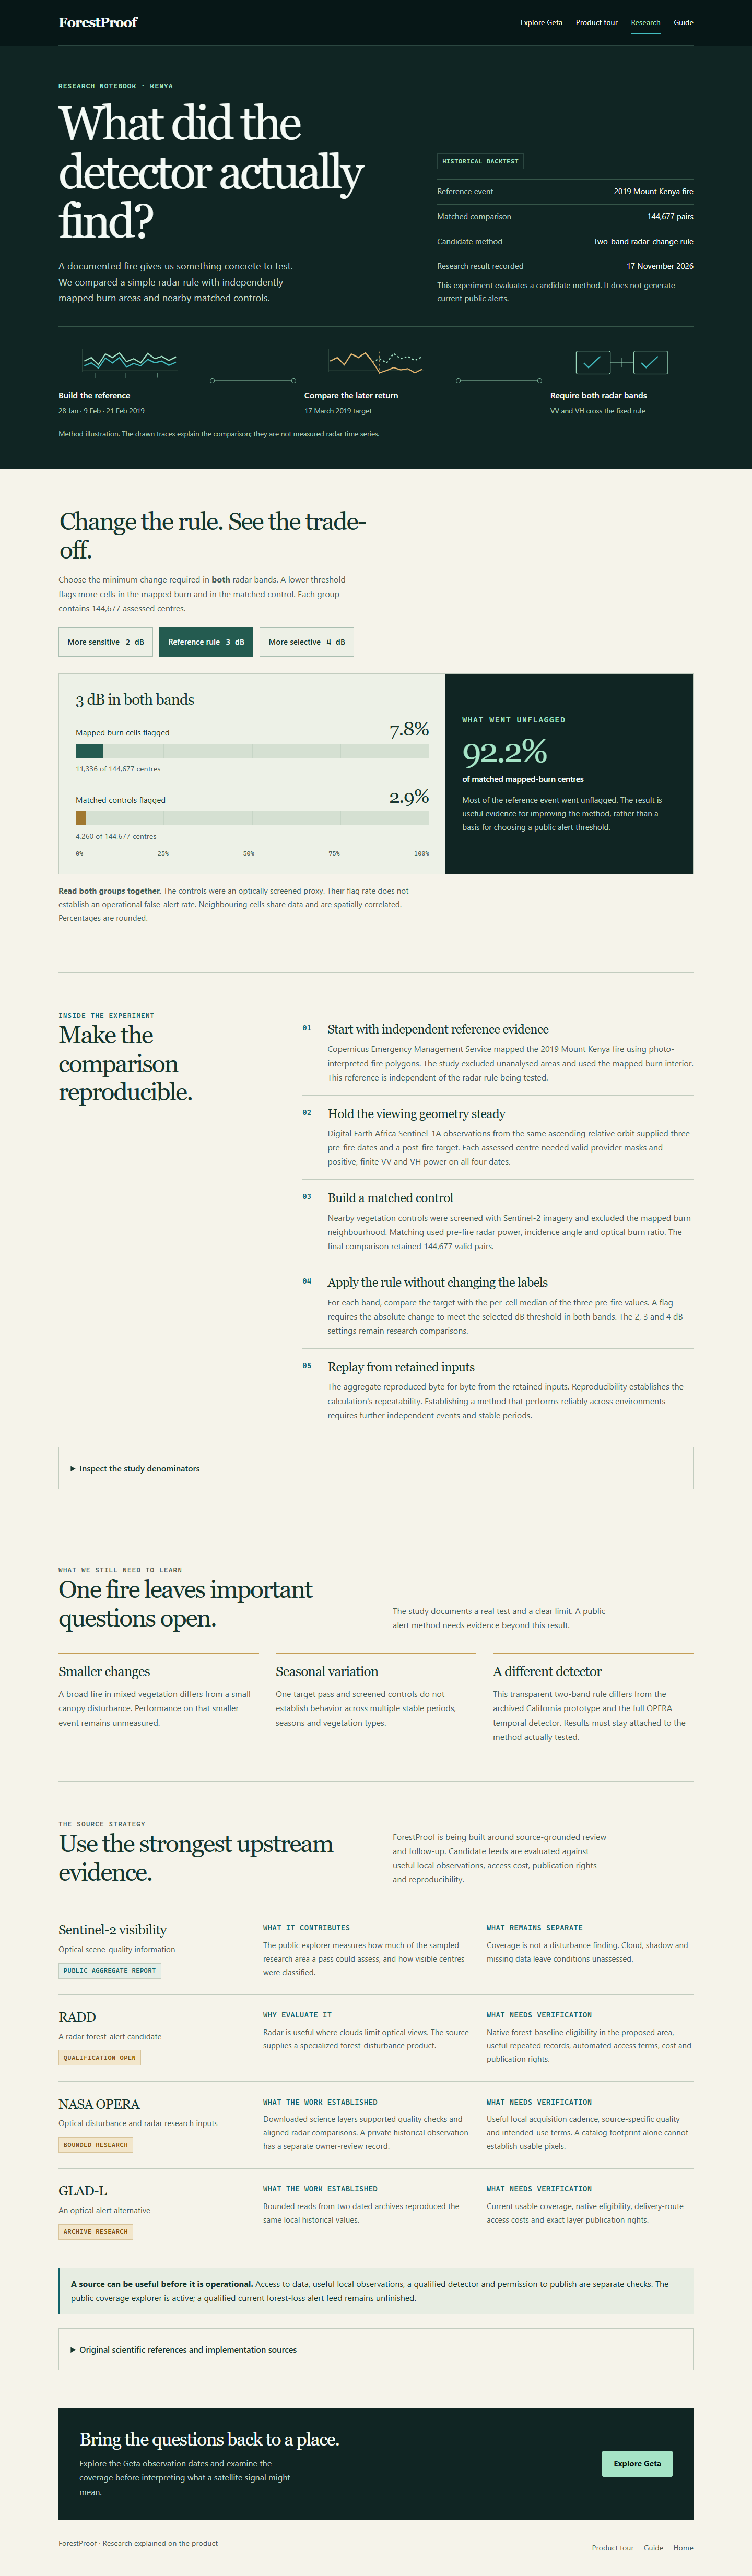 ForestProof
Explore Geta Product tour Research Guide
RESEARCH NOTEBOOK · KENYA
What did the
detector actually
find?
A documented fire gives us something concrete to test.
We compared a simple radar rule with independently
mapped burn areas and nearby matched controls.
HISTORICAL BACKTEST
Reference event 2019 Mount Kenya fire
Matched comparison 144,677 pairs
Candidate method Two-band radar-change rule
Research result recorded 17 November 2026
This experiment evaluates a candidate method. It does not generate
current public alerts.
Build the reference
28 Jan · 9 Feb · 21 Feb 2019
Compare the later return
17 March 2019 target
Require both radar bands
VV and VH cross the fixed rule
Method illustration. The drawn traces explain the comparison; they are not measured radar time series.
Change the rule. See the trade-
off.
Choose the minimum change required in both radar bands. A lower threshold
flags more cells in the mapped burn and in the matched control. Each group
contains 144,677 assessed centres.
More sensitive 2 dB
Reference rule 3 dB
More selective 4 dB
3 dB in both bands
Mapped burn cells flagged 7.8%
11,336 of 144,677 centres
Matched controls flagged 2.9%
4,260 of 144,677 centres
0% 25% 50% 75% 100%
WHAT WENT UNFLAGGED
92.2%
of matched mapped-burn centres
Most of the reference event went unflagged. The result is
useful evidence for improving the method, rather than a
basis for choosing a public alert threshold.
Read both groups together. The controls were an optically screened proxy. Their flag rate does not
establish an operational false-alert rate. Neighbouring cells share data and are spatially correlated.
Percentages are rounded.
INSIDE THE EXPERIMENT
Make the
comparison
reproducible.
01 Start with independent reference evidence
Copernicus Emergency Management Service mapped the 2019 Mount Kenya fire using photo-
interpreted fire polygons. The study excluded unanalysed areas and used the mapped burn interior.
This reference is independent of the radar rule being tested.
02 Hold the viewing geometry steady
Digital Earth Africa Sentinel-1A observations from the same ascending relative orbit supplied three
pre-fire dates and a post-fire target. Each assessed centre needed valid provider masks and
positive, finite VV and VH power on all four dates.
03 Build a matched control
Nearby vegetation controls were screened with Sentinel-2 imagery and excluded the mapped burn
neighbourhood. Matching used pre-fire radar power, incidence angle and optical burn ratio. The
final comparison retained 144,677 valid pairs.
04 Apply the rule without changing the labels
For each band, compare the target with the per-cell median of the three pre-fire values. A flag
requires the absolute change to meet the selected dB threshold in both bands. The 2, 3 and 4 dB
settings remain research comparisons.
05 Replay from retained inputs
The aggregate reproduced byte for byte from the retained inputs. Reproducibility establishes the
calculation's repeatability. Establishing a method that performs reliably across environments
requires further independent events and stable periods.
▶ Inspect the study denominators
WHAT WE STILL NEED TO LEARN
One fire leaves important
questions open.
The study documents a real test and a clear limit. A public
alert method needs evidence beyond this result.
Smaller changes
A broad fire in mixed vegetation differs from a small
canopy disturbance. Performance on that smaller
event remains unmeasured.
Seasonal variation
One target pass and screened controls do not
establish behavior across multiple stable periods,
seasons and vegetation types.
A different detector
This transparent two-band rule differs from the
archived California prototype and the full OPERA
temporal detector. Results must stay attached to the
method actually tested.
THE SOURCE STRATEGY
Use the strongest upstream
evidence.
ForestProof is being built around source-grounded review
and follow-up. Candidate feeds are evaluated against
useful local observations, access cost, publication rights
and reproducibility.
Sentinel-2 visibility
Optical scene-quality information
PUBLIC AGGREGATE REPORT
WHAT IT CONTRIBUTES
The public explorer measures how much of the sampled
research area a pass could assess, and how visible centres
were classified.
WHAT REMAINS SEPARATE
Coverage is not a disturbance finding. Cloud, shadow and
missing data leave conditions unassessed.
RADD
A radar forest-alert candidate
QUALIFICATION OPEN
WHY EVALUATE IT
Radar is useful where clouds limit optical views. The source
supplies a specialized forest-disturbance product.
WHAT NEEDS VERIFICATION
Native forest-baseline eligibility in the proposed area,
useful repeated records, automated access terms, cost and
publication rights.
NASA OPERA
Optical disturbance and radar research inputs
BOUNDED RESEARCH
WHAT THE WORK ESTABLISHED
Downloaded science layers supported quality checks and
aligned radar comparisons. A private historical observation
has a separate owner-review record.
WHAT NEEDS VERIFICATION
Useful local acquisition cadence, source-specific quality
and intended-use terms. A catalog footprint alone cannot
establish usable pixels.
GLAD-L
An optical alert alternative
ARCHIVE RESEARCH
WHAT THE WORK ESTABLISHED
Bounded reads from two dated archives reproduced the
same local historical values.
WHAT NEEDS VERIFICATION
Current usable coverage, native eligibility, delivery-route
access costs and exact layer publication rights.
A source can be useful before it is operational. Access to data, useful local observations, a qualified detector and permission to publish are separate checks. The
public coverage explorer is active; a qualified current forest-loss alert feed remains unfinished.
▶ Original scientific references and implementation sources
Bring the questions back to a place.
Explore the Geta observation dates and examine the
coverage before interpreting what a satellite signal might
mean.
Explore Geta
ForestProof · Research explained on the product
Product tour Guide Home